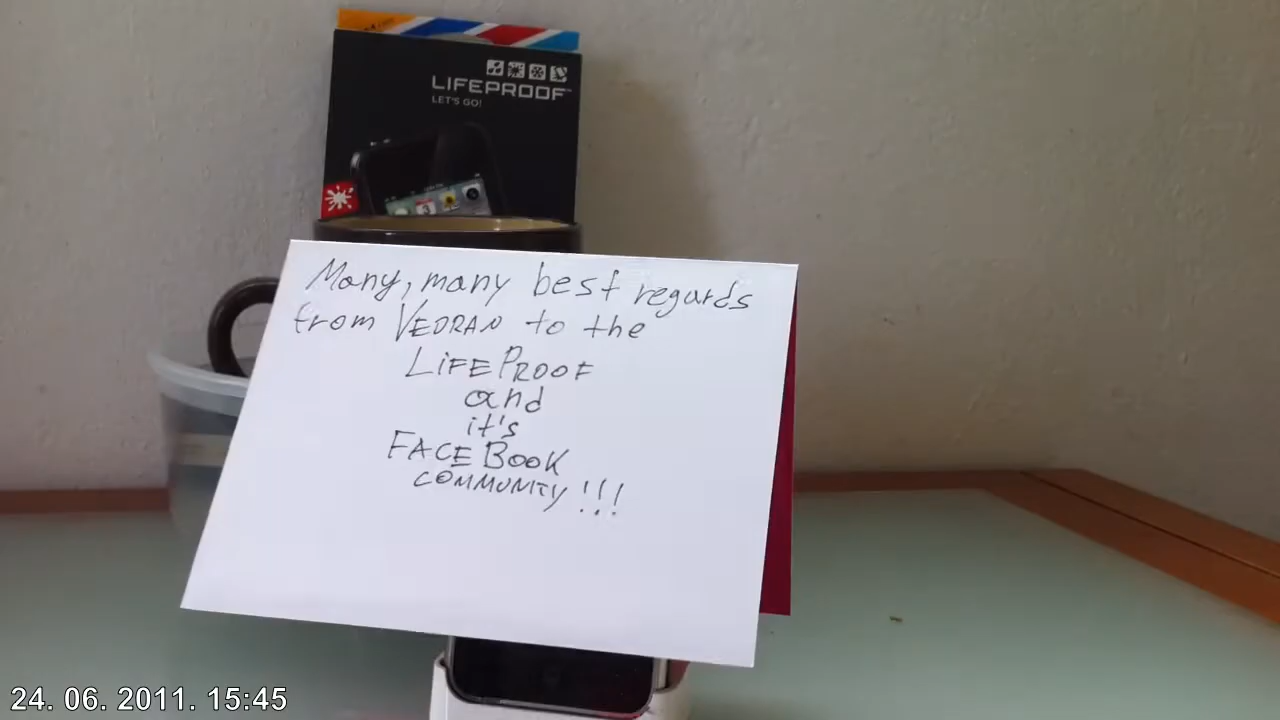 LIFEPROOF™
LET'S GO!
Many, many best regards
from VEDRAN to the
LIFEPROOF
and
it's
FACEBOOK
COMMUNITY!!!
24. 06. 2011. 15:45